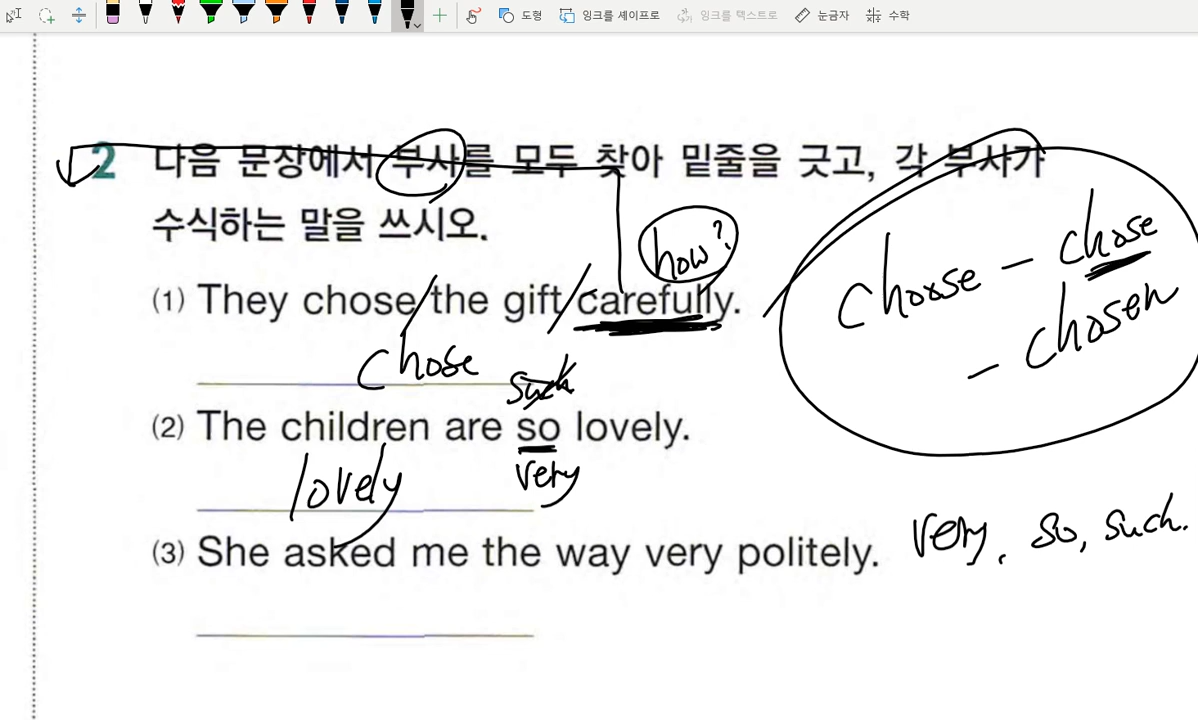 도형 잉크를 셰이프로 잉크를 텍스트로 눈금자 수학
2 다음 문장에서 부사를 모두 찾아 밑줄을 긋고, 각 부사가
수식하는 말을 쓰시오.
how?
choose - chose
- chosen
(1) They chose/the gift/carefully.
chose
such
(2) The children are so lovely.
lovely
very
(3) She asked me the way very politely.
very, so, such.